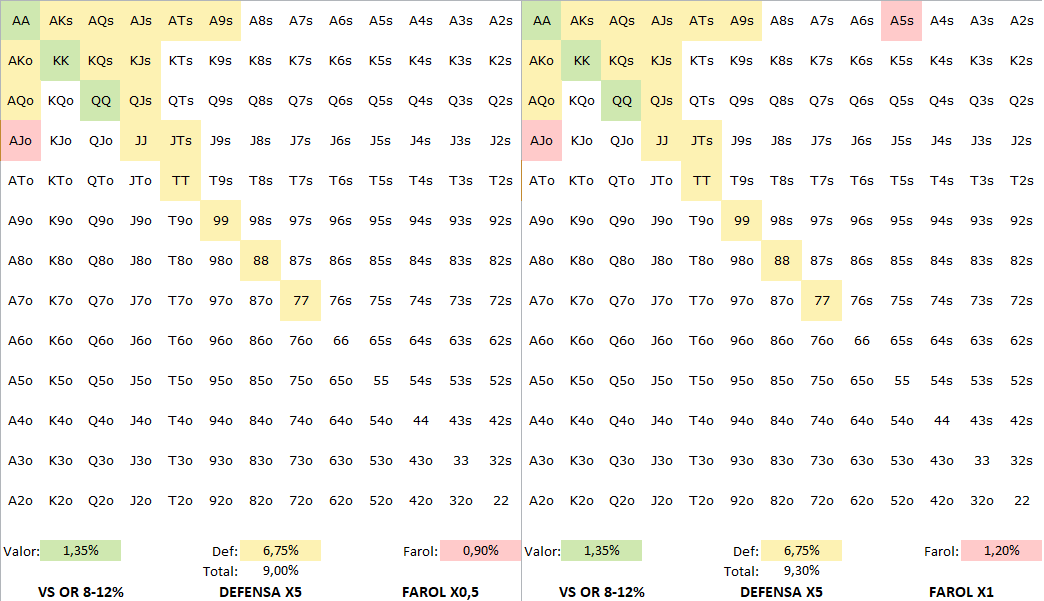 AA AKs AQs AJs ATs A9s A8s A7s A6s A5s A4s A3s A2s AA AKs AQs AJs ATs A9s A8s A7s A6s A5s A4s A3s A2s
AKo KK KQs KJs KTs K9s K8s K7s K6s K5s K4s K3s K2s AKo KK KQs KJs KTs K9s K8s K7s K6s K5s K4s K3s K2s
AQo KQo QQ QJs QTs Q9s Q8s Q7s Q6s Q5s Q4s Q3s Q2s AQo KQo QQ QJs QTs Q9s Q8s Q7s Q6s Q5s Q4s Q3s Q2s
AJo KJo QJo JJ JTs J9s J8s J7s J6s J5s J4s J3s J2s AJo KJo QJo JJ JTs J9s J8s J7s J6s J5s J4s J3s J2s
ATo KTo QTo JTo TT T9s T8s T7s T6s T5s T4s T3s T2s ATo KTo QTo JTo TT T9s T8s T7s T6s T5s T4s T3s T2s
A9o K9o Q9o J9o T9o 99 98s 97s 96s 95s 94s 93s 92s A9o K9o Q9o J9o T9o 99 98s 97s 96s 95s 94s 93s 92s
A8o K8o Q8o J8o T8o 98o 88 87s 86s 85s 84s 83s 82s A8o K8o Q8o J8o T8o 98o 88 87s 86s 85s 84s 83s 82s
A7o K7o Q7o J7o T7o 97o 87o 77 76s 75s 74s 73s 72s A7o K7o Q7o J7o T7o 97o 87o 77 76s 75s 74s 73s 72s
A6o K6o Q6o J6o T6o 96o 86o 76o 66 65s 64s 63s 62s A6o K6o Q6o J6o T6o 96o 86o 76o 66 65s 64s 63s 62s
A5o K5o Q5o J5o T5o 95o 85o 75o 65o 55 54s 53s 52s A5o K5o Q5o J5o T5o 95o 85o 75o 65o 55 54s 53s 52s
A4o K4o Q4o J4o T4o 94o 84o 74o 64o 54o 44 43s 42s A4o K4o Q4o J4o T4o 94o 84o 74o 64o 54o 44 43s 42s
A3o K3o Q3o J3o T3o 93o 83o 73o 63o 53o 43o 33 32s A3o K3o Q3o J3o T3o 93o 83o 73o 63o 53o 43o 33 32s
A2o K2o Q2o J2o T2o 92o 82o 72o 62o 52o 42o 32o 22 A2o K2o Q2o J2o T2o 92o 82o 72o 62o 52o 42o 32o 22
Valor: 1,35% Def: 6,75% Farol: 0,90% Valor: 1,35% Def: 6,75% Farol: 1,20%
Total: 9,00% Total: 9,30%
VS OR 8-12% DEFENSA X5 FAROL X0,5 VS OR 8-12% DEFENSA X5 FAROL X1